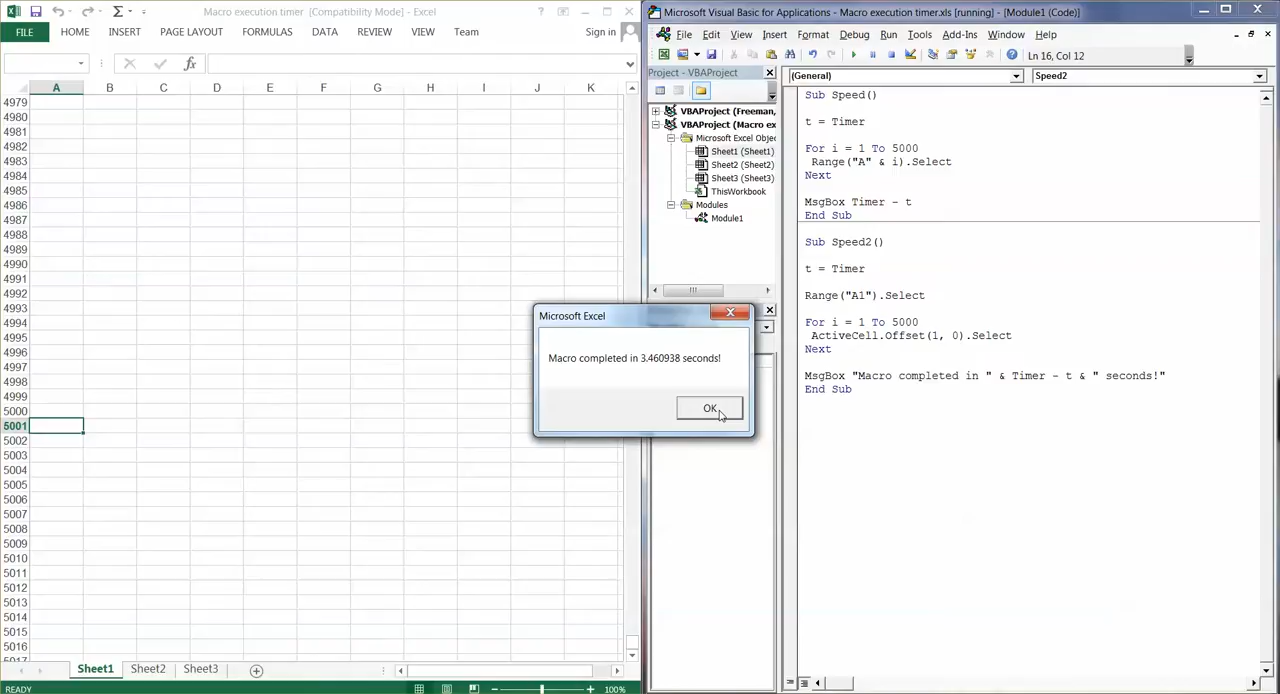 Macro execution timer [Compatibility Mode] - Excel
FILE HOME INSERT PAGE LAYOUT FORMULAS DATA REVIEW VIEW Team Sign in
A B C D E F G H I J K
4979
4980
4981
4982
4983
4984
4985
4986
4987
4988
4989
4990
4991
4992
4993
4994
4995
4996
4997
4998
4999
5000
5001
5002
5003
5004
5005
5006
5007
5008
5009
5010
5011
5012
5013
5014
5015
5016
Sheet1 Sheet2 Sheet3
READY 100%
Microsoft Visual Basic for Applications - Macro execution timer.xls [running] - [Module1 (Code)]
File Edit View Insert Format Debug Run Tools Add-Ins Window Help
Ln 16, Col 12
Project - VBAProject
VBAProject (Freeman,
VBAProject (Macro ex
Microsoft Excel Objec
Sheet1 (Sheet1)
Sheet2 (Sheet2)
Sheet3 (Sheet3)
ThisWorkbook
Modules
Module1
(General) Speed2
Sub Speed()
t = Timer
For i = 1 To 5000
Range("A" & i).Select
Next
MsgBox Timer - t
End Sub
Sub Speed2()
t = Timer
Range("A1").Select
For i = 1 To 5000
ActiveCell.Offset(1, 0).Select
Next
MsgBox "Macro completed in " & Timer - t & " seconds!"
End Sub
Microsoft Excel
Macro completed in 3.460938 seconds!
OK